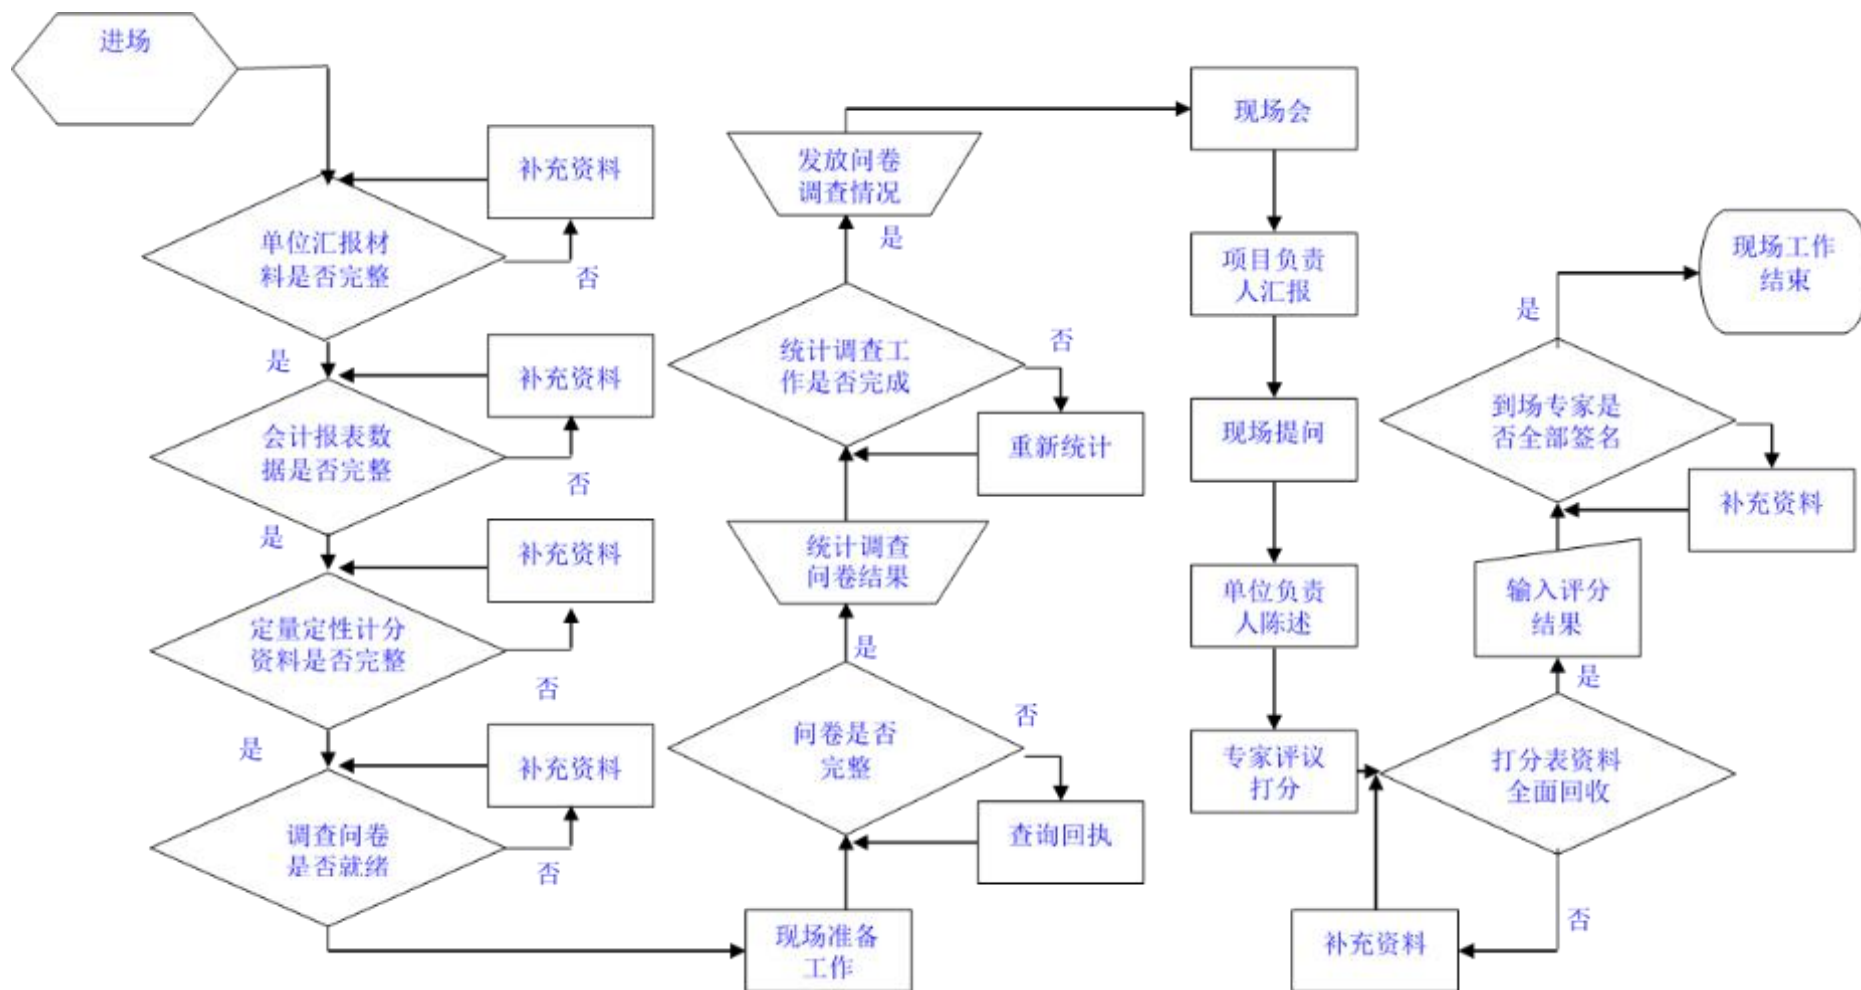 进场
补充资料
单位汇报材
料是否完整
否
是
补充资料
会计报表数
据是否完整
否
是
补充资料
定量定性计分
资料是否完整
否
是
补充资料
调查问卷
是否就绪
否
现场准备
工作
问卷是否
完整
否
查询回执
是
统计调查
问卷结果
统计调查工
作是否完成
否
重新统计
是
发放问卷
调查情况
现场会
项目负责
人汇报
现场提问
单位负责
人陈述
专家评议
打分
打分表资料
全面回收
否
补充资料
是
输入评分
结果
到场专家是
否全部签名
补充资料
是
现场工作
结束